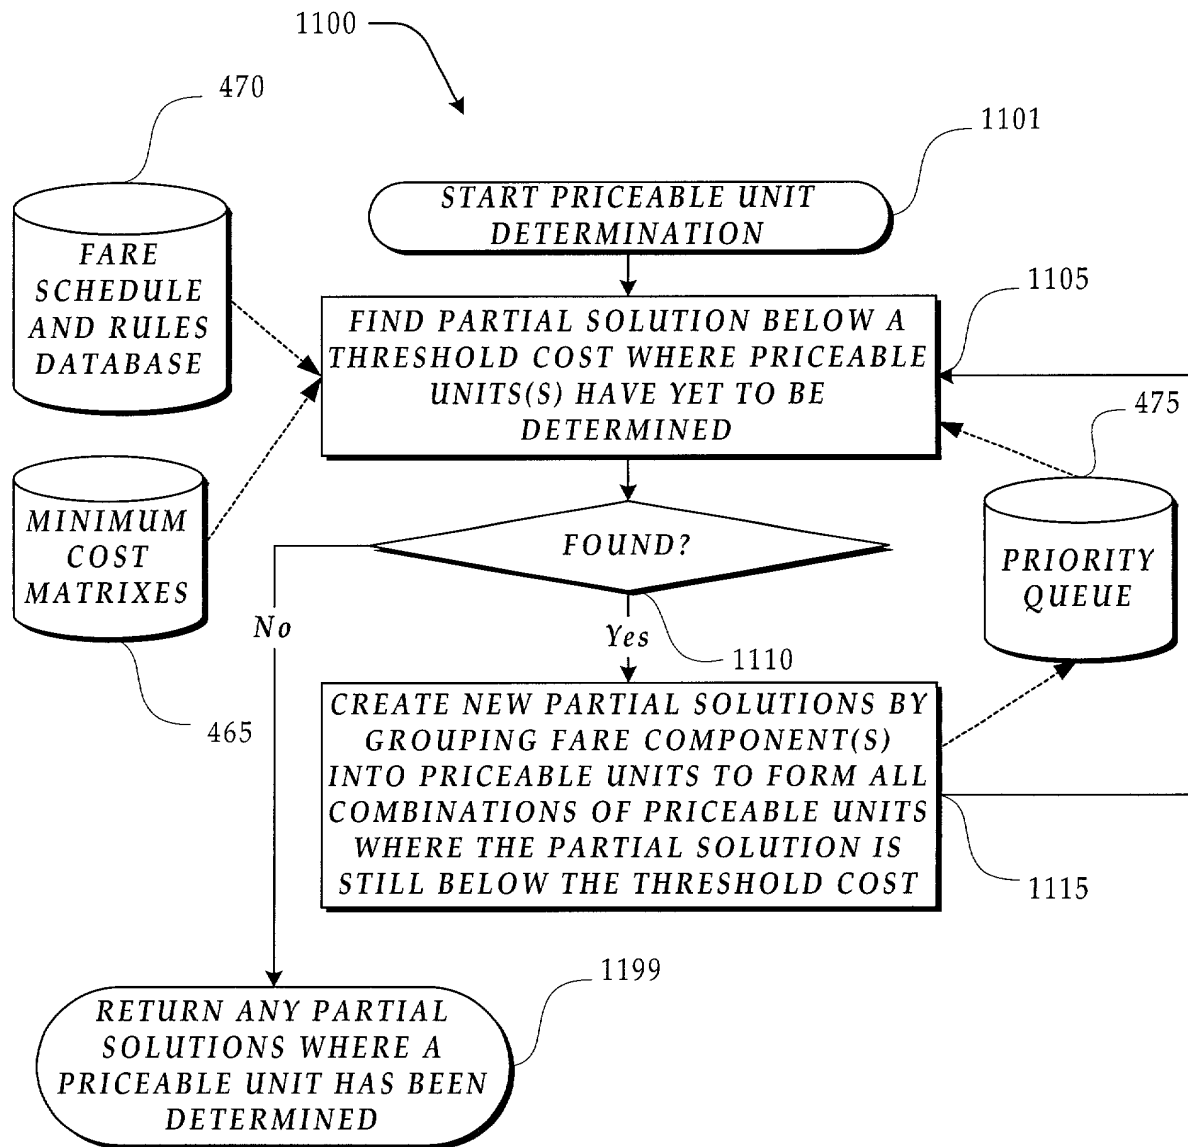 1100
470
1101
START PRICEABLE UNIT
DETERMINATION
FARE
SCHEDULE
AND RULES
DATABASE
1105
FIND PARTIAL SOLUTION BELOW A
THRESHOLD COST WHERE PRICEABLE
UNITS(S) HAVE YET TO BE
DETERMINED
475
MINIMUM
COST
MATRIXES
FOUND?
PRIORITY
QUEUE
No
Yes
1110
465
CREATE NEW PARTIAL SOLUTIONS BY
GROUPING FARE COMPONENT(S)
INTO PRICEABLE UNITS TO FORM ALL
COMBINATIONS OF PRICEABLE UNITS
WHERE THE PARTIAL SOLUTION IS
STILL BELOW THE THRESHOLD COST
1115
1199
RETURN ANY PARTIAL
SOLUTIONS WHERE A
PRICEABLE UNIT HAS BEEN
DETERMINED